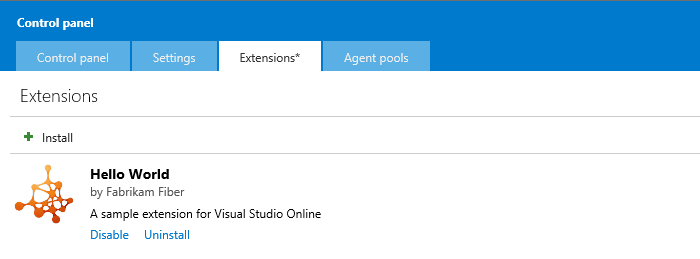 Control panel
Control panel Settings Extensions* Agent pools
Extensions
Install
Hello World
by Fabrikam Fiber
A sample extension for Visual Studio Online
Disable Uninstall